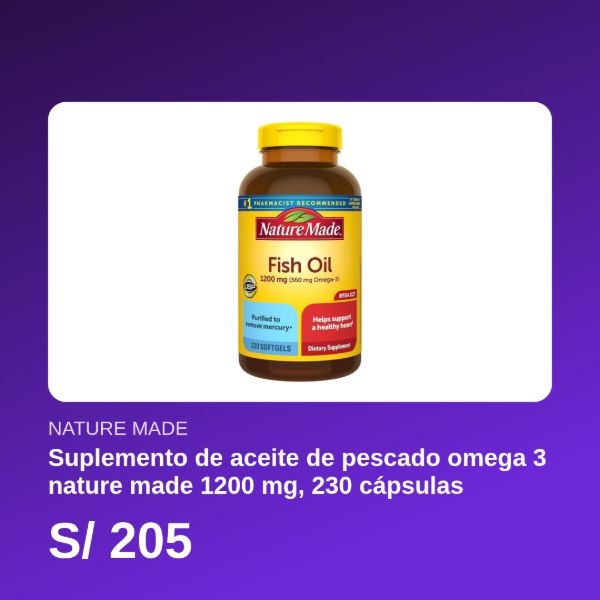 #1 PHARMACIST RECOMMENDED
Nature Made
Fish Oil
1200 mg (360 mg Omega-3)
USP
MEGA SIZE
Purified to
remove mercury*
Helps support
a healthy heart†
230 SOFTGELS
Dietary Supplement
NATURE MADE
Suplemento de aceite de pescado omega 3
nature made 1200 mg, 230 cápsulas
S/ 205